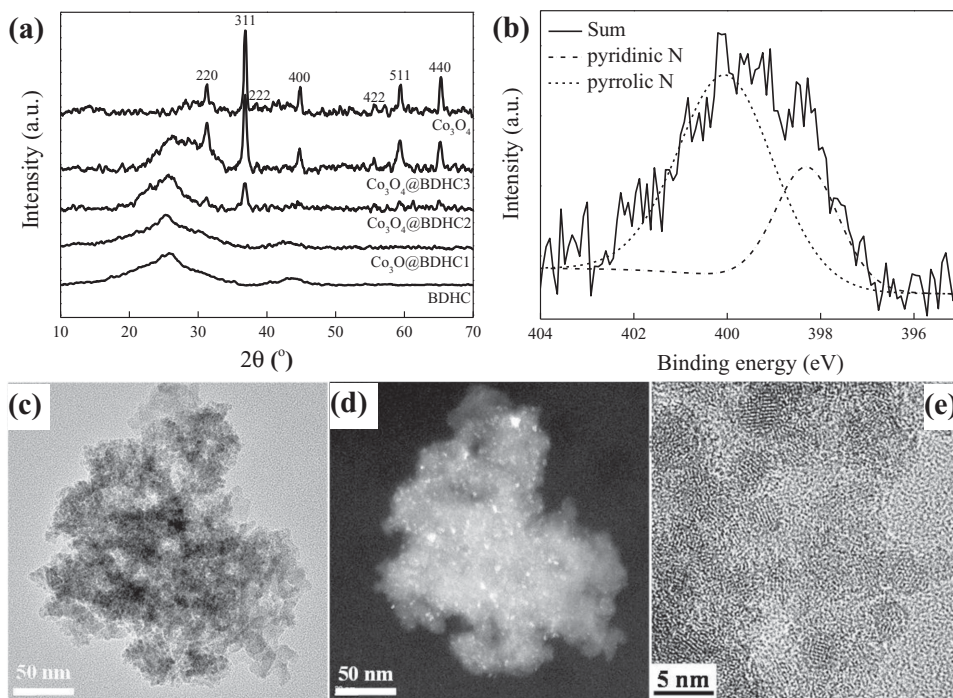 (a)
311
220
222
400
422
511
440
Co₃O₄
Co₃O₄@BDHC3
Co₃O₄@BDHC2
Co₃O@BDHC1
BDHC
Intensity (a.u.)
10 20 30 40 50 60 70
2θ (°)
(b)
Sum
pyridinic N
pyrrolic N
Intensity (a.u.)
404 402 400 398 396
Binding energy (eV)
(c)
50 nm
(d)
50 nm
(e)
5 nm